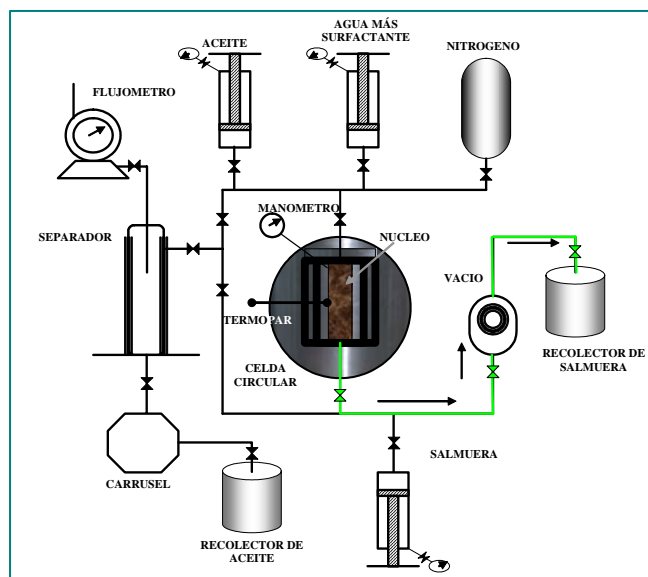 AGUA MÁS
SURFACTANTE
ACEITE
NITROGENO
FLUJOMETRO
MANOMETRO
SEPARADOR
NUCLEO
VACIO
TERMOPAR
CELDA
CIRCULAR
RECOLECTOR DE
SALMUERA
SALMUERA
CARRUSEL
RECOLECTOR DE
ACEITE